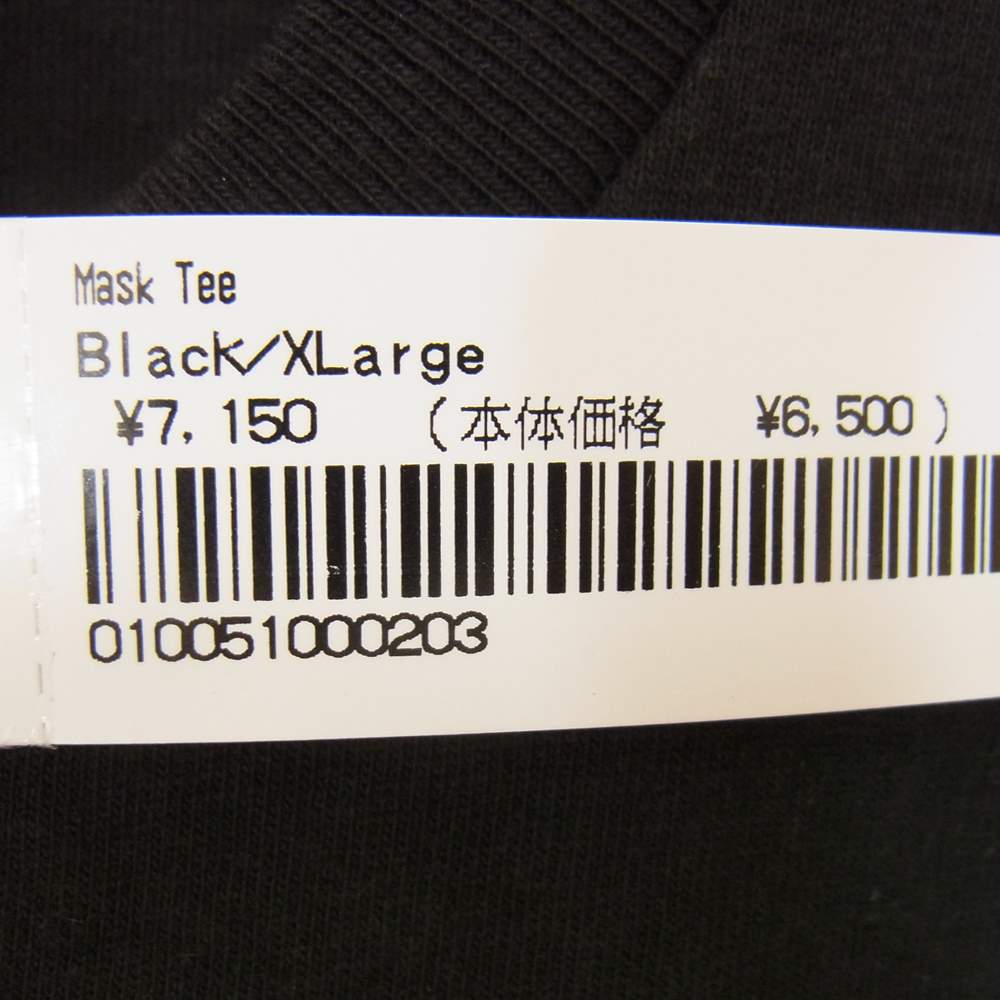 Mask Tee
Black/XLarge
¥7,150 (本体価格 ¥6,500)
010051000203